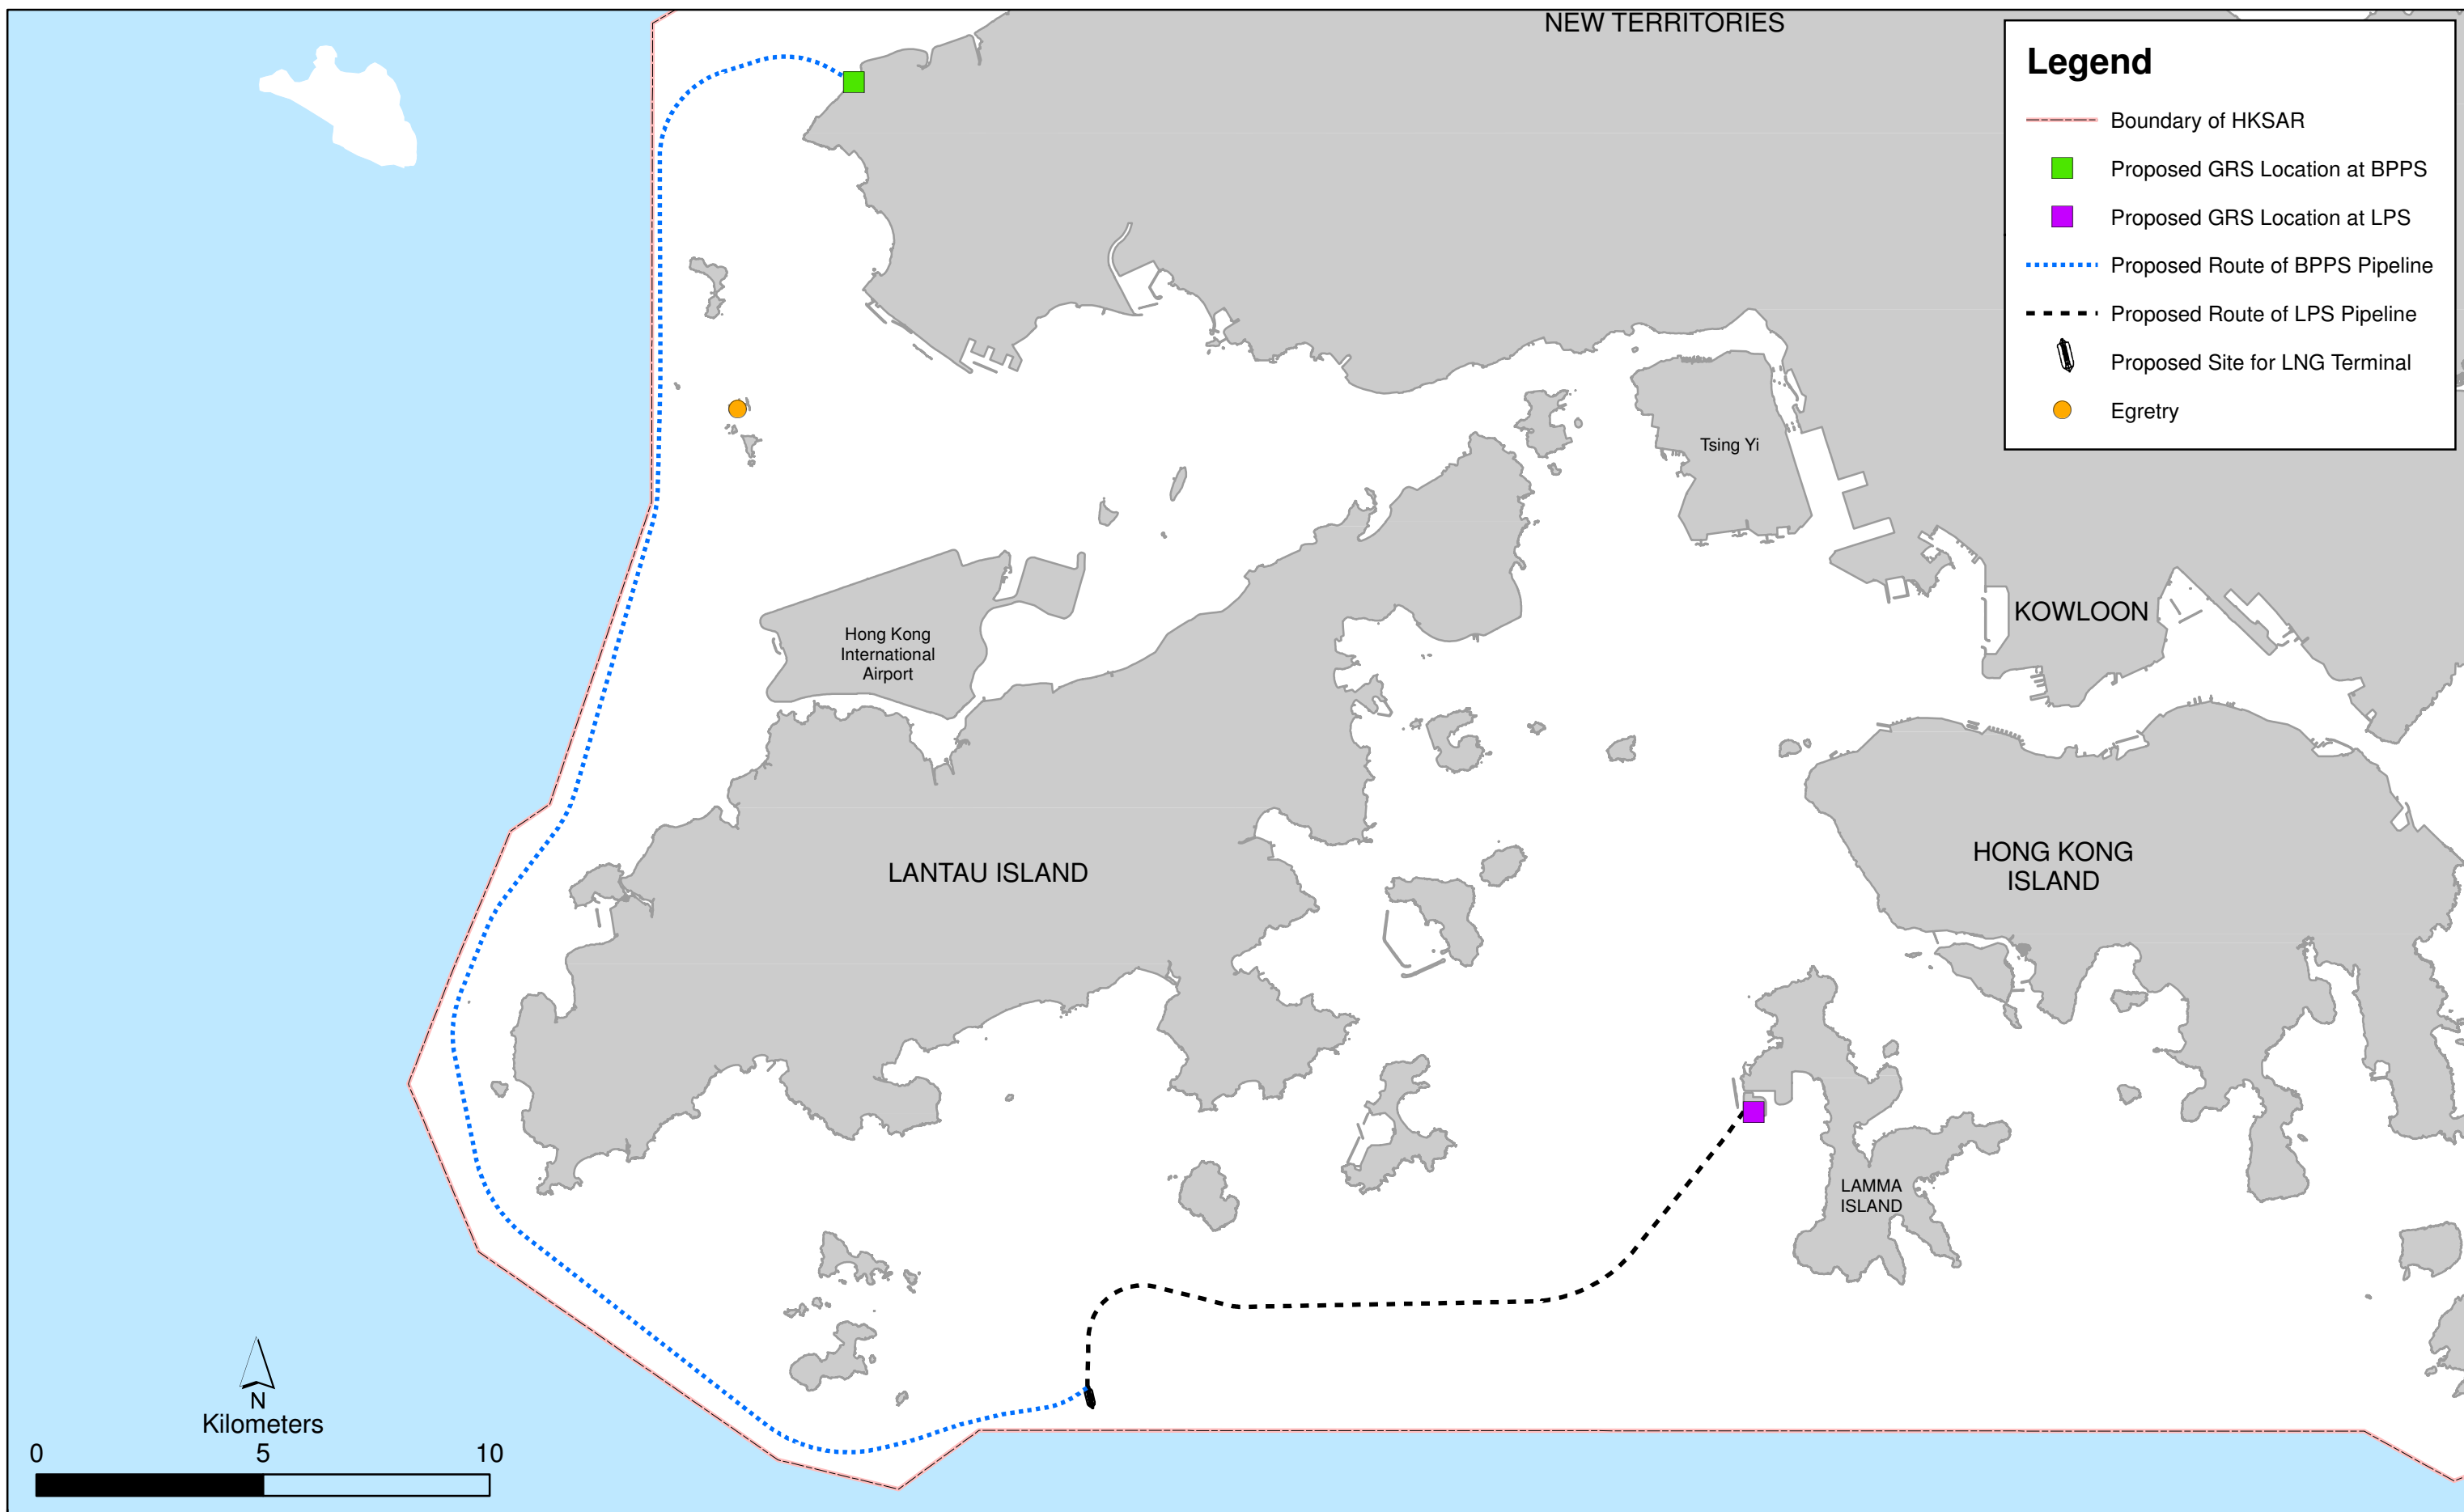 NEW TERRITORIES
Legend
Boundary of HKSAR
Proposed GRS Location at BPPS
Proposed GRS Location at LPS
Proposed Route of BPPS Pipeline
Proposed Route of LPS Pipeline
Proposed Site for LNG Terminal
Egretry
Tsing Yi
KOWLOON
Hong Kong
International
Airport
LANTAU ISLAND
HONG KONG
ISLAND
LAMMA
ISLAND
N
Kilometers
0 5 10